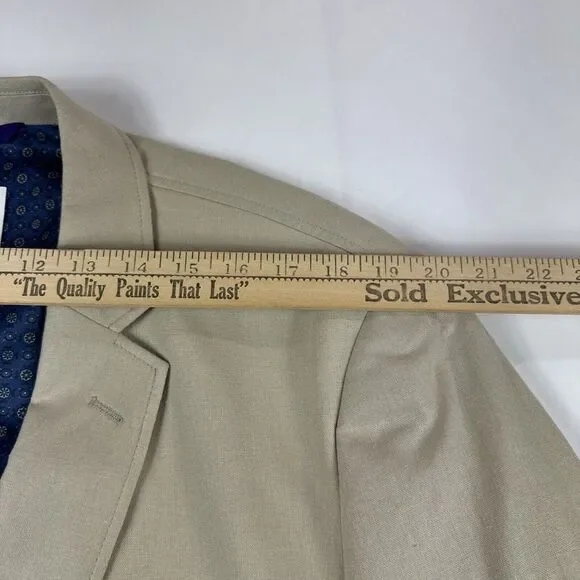 12 13 14 15 16 17 18 19 20 21 22
"The Quality Paints That Last" Sold Exclusive